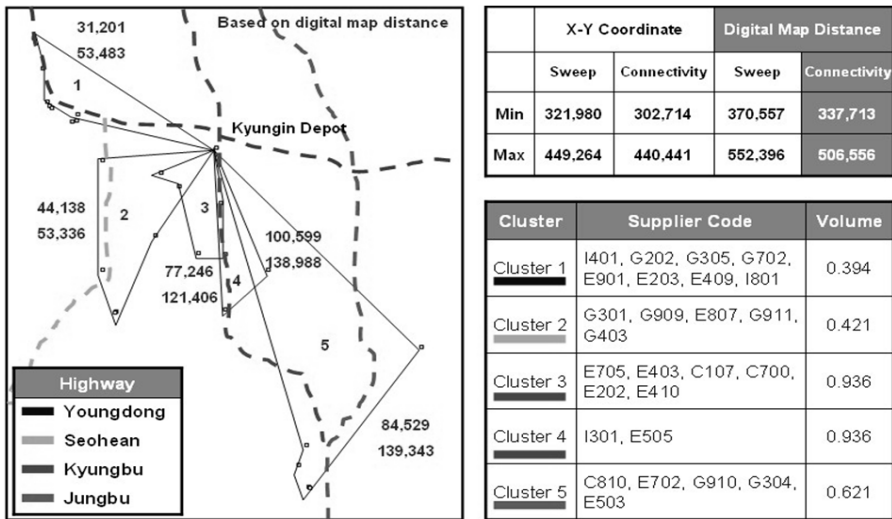 Based on digital map distance
31,201
53,483
1
Kyungin Depot
44,138
53,336
2
3
77,246
121,406
4
100,599
138,988
5
84,529
139,343
Highway
Youngdong
Seohean
Kyungbu
Jungbu
X-Y Coordinate Digital Map Distance
Sweep Connectivity Sweep Connectivity
Min 321,980 302,714 370,557 337,713
Max 449,264 440,441 552,396 506,556
Cluster Supplier Code Volume
Cluster 1 I401, G202, G305, G702, 0.394
E901, E203, E409, I801
Cluster 2 G301, G909, E807, G911, 0.421
G403
Cluster 3 E705, E403, C107, C700, 0.936
E202, E410
Cluster 4 I301, E505 0.936
Cluster 5 C810, E702, G910, G304, 0.621
E503